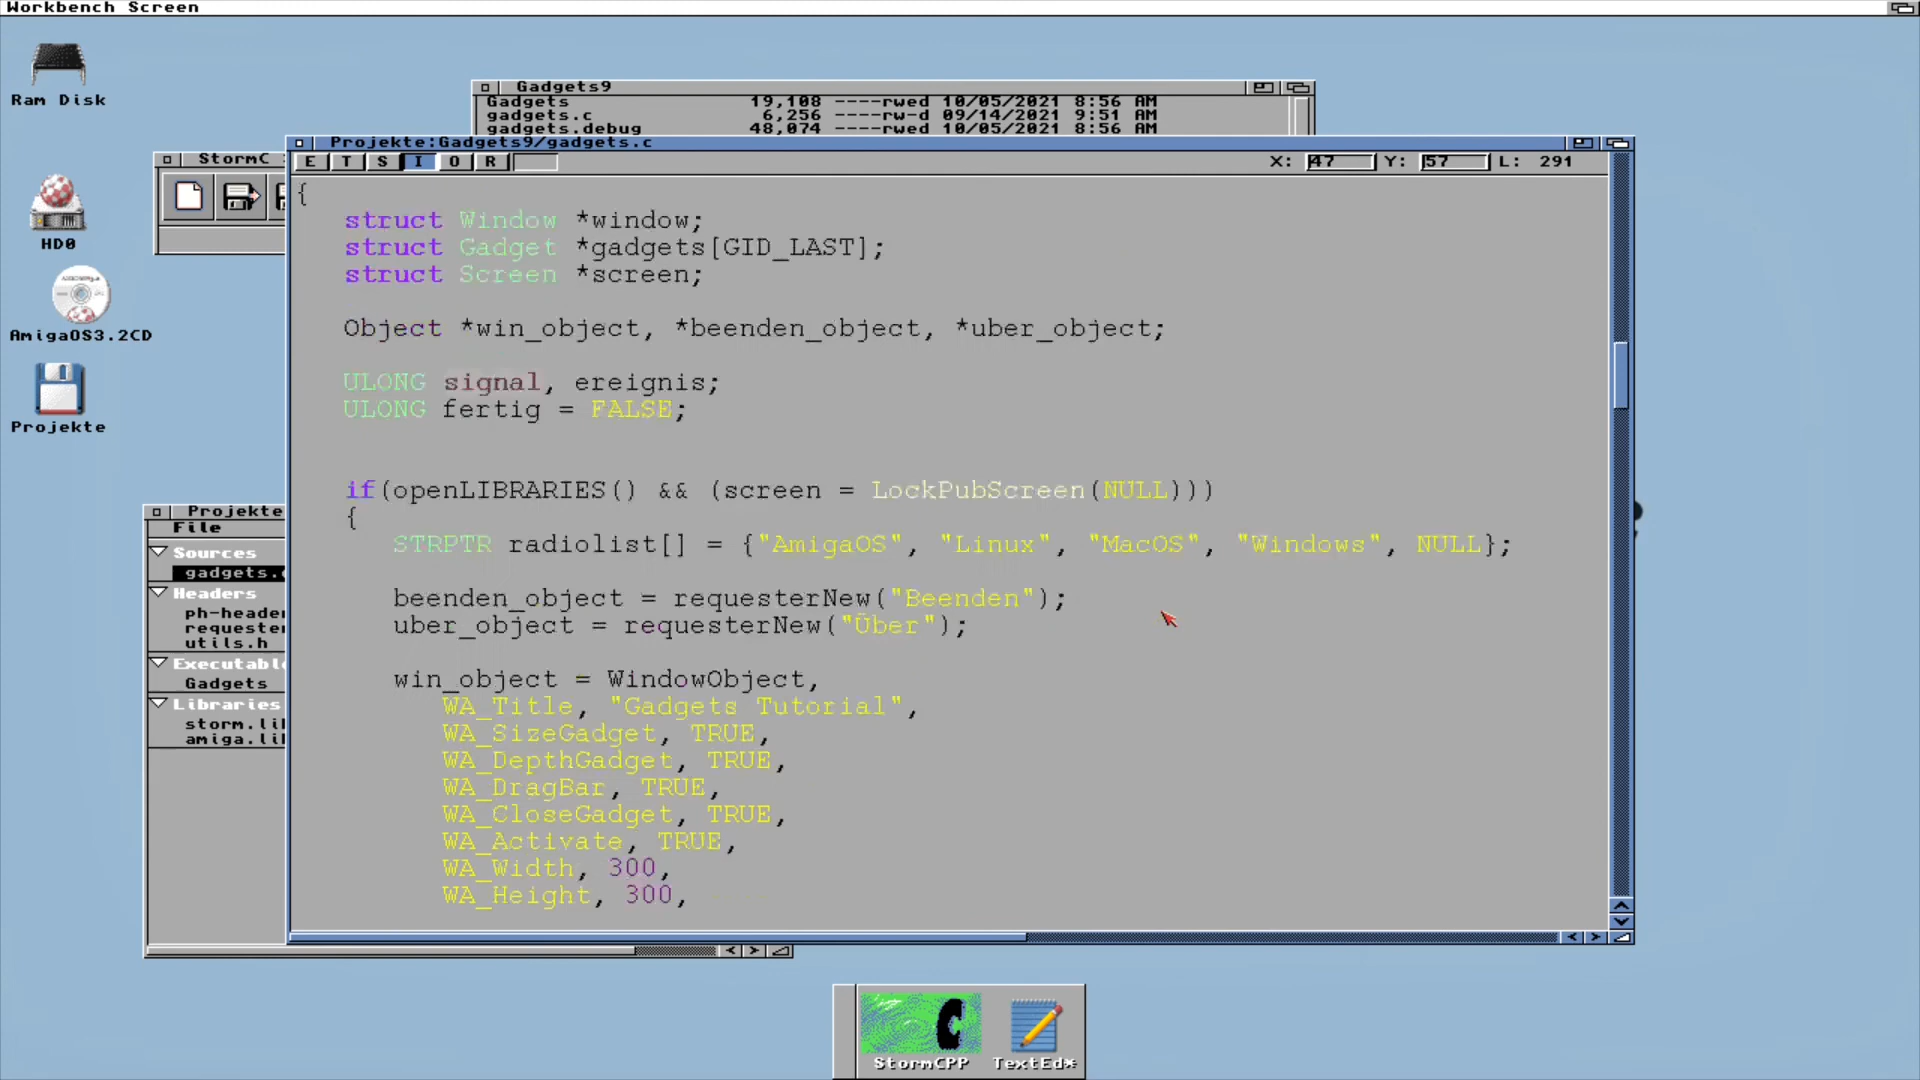 Workbench Screen
Ram Disk
HD0
AmigaOS3.2CD
Projekte
Gadgets9
Gadgets 19,108 ----rwed 10/05/2021 8:56 AM
gadgets.c 6,256 ----rw-d 09/14/2021 9:51 AM
gadgets.debug 48,074 ----rwed 10/05/2021 8:56 AM
StormC
Projekte:Gadgets9/gadgets.c
E T S I O R X: 47 Y: 57 L: 291
{
struct Window *window;
struct Gadget *gadgets[GID_LAST];
struct Screen *screen;
Object *win_object, *beenden_object, *uber_object;
ULONG signal, ereignis;
ULONG fertig = FALSE;
if(openLIBRARIES() && (screen = LockPubScreen(NULL)))
{
STRPTR radiolist[] = {"AmigaOS", "Linux", "MacOS", "Windows", NULL};
beenden_object = requesterNew("Beenden");
uber_object = requesterNew("Über");
win_object = WindowObject,
WA_Title, "Gadgets Tutorial",
WA_SizeGadget, TRUE,
WA_DepthGadget, TRUE,
WA_DragBar, TRUE,
WA_CloseGadget, TRUE,
WA_Activate, TRUE,
WA_Width, 300,
WA_Height, 300,
Projekte
File
Sources
gadgets.
Headers
ph-heade
requeste
utils.h
Executabl
Gadgets
Libraries
storm.li
amiga.li
StormCPP
TextEd*